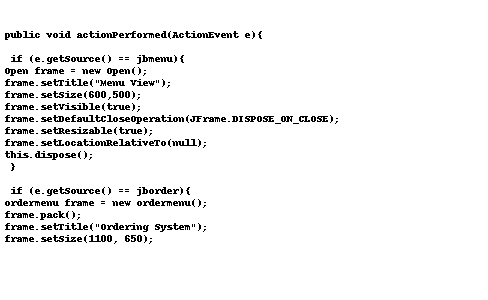 public void actionPerformed(ActionEvent e){
if (e.getSource() == jbmenu){
Open frame = new Open();
frame.setTitle("Menu View");
frame.setSize(600,500);
frame.setVisible(true);
frame.setDefaultCloseOperation(JFrame.DISPOSE_ON_CLOSE);
frame.setResizable(true);
frame.setLocationRelativeTo(null);
this.dispose();
}
if (e.getSource() == jborder){
ordermenu frame = new ordermenu();
frame.pack();
frame.setTitle("Ordering System");
frame.setSize(1100, 650);